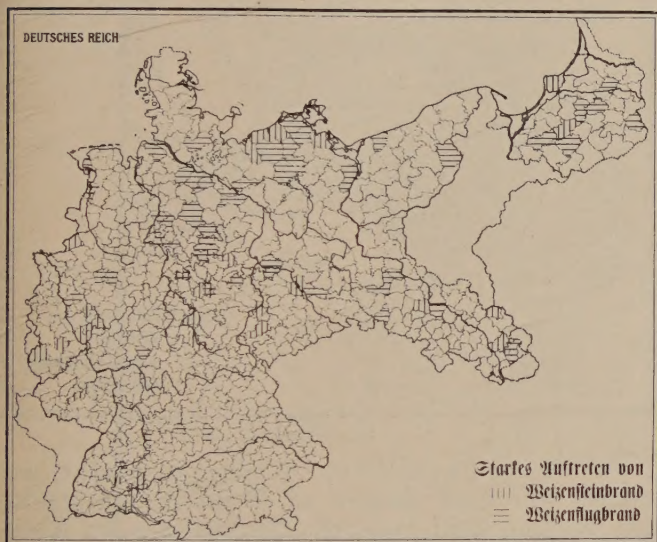 DEUTSCHES REICH
Starkes Auftreten von
Weizensteinbrand
Weizenflugbrand